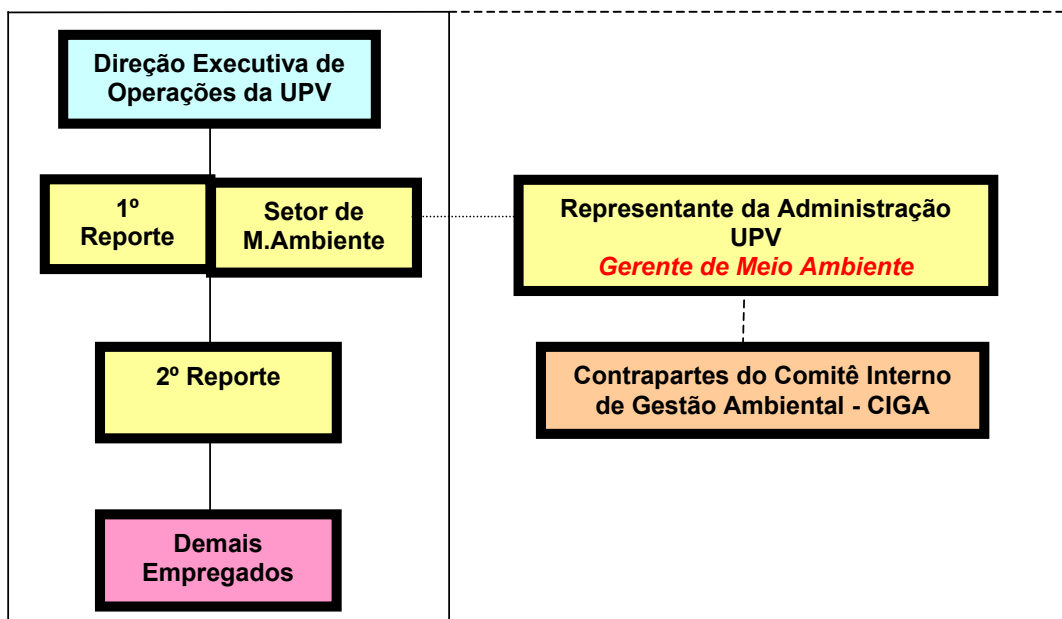 Direção Executiva de
Operações da UPV
1º
Reporte
Setor de
M.Ambiente
Representante da Administração
UPV
Gerente de Meio Ambiente
2º Reporte
Contrapartes do Comitê Interno
de Gestão Ambiental - CIGA
Demais
Empregados